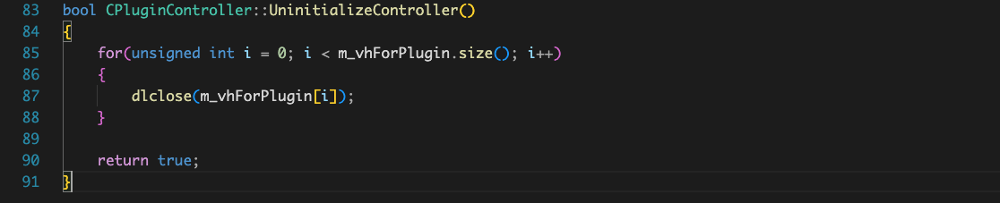 83 bool CPluginController::UninitializeController()
84 {
85     for(unsigned int i = 0; i < m_vhForPlugin.size(); i++)
86     {
87         dlclose(m_vhForPlugin[i]);
88     }
89
90     return true;
91 }